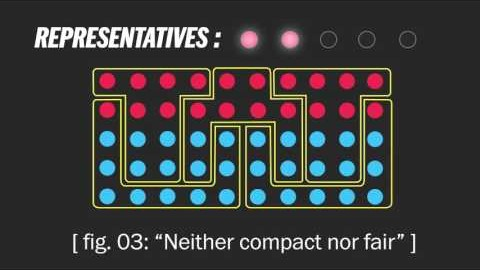 REPRESENTATIVES :
[ fig. 03: “Neither compact nor fair” ]